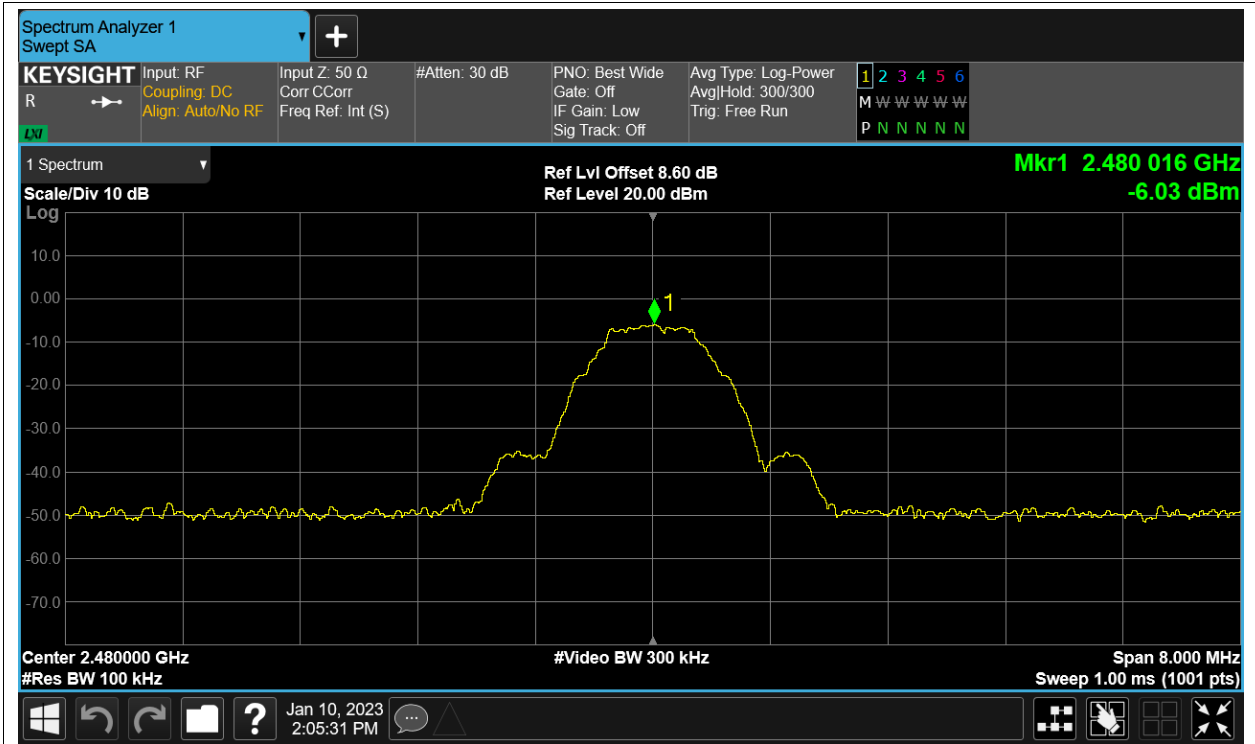 Spectrum Analyzer 1
Swept SA
KEYSIGHT
R
LXI
Input: RF
Coupling: DC
Align: Auto/No RF
Input Z: 50 Ω
Corr CCorr
Freq Ref: Int (S)
#Atten: 30 dB
PNO: Best Wide
Gate: Off
IF Gain: Low
Sig Track: Off
Avg Type: Log-Power
Avg|Hold: 300/300
Trig: Free Run
1 2 3 4 5 6
M W W W W W
P N N N N N
1 Spectrum
Scale/Div 10 dB
Log
Ref Lvl Offset 8.60 dB
Ref Level 20.00 dBm
Mkr1 2.480 016 GHz
-6.03 dBm
1
10.0
0.00
-10.0
-20.0
-30.0
-40.0
-50.0
-60.0
-70.0
Center 2.480000 GHz
#Res BW 100 kHz
#Video BW 300 kHz
Span 8.000 MHz
Sweep 1.00 ms (1001 pts)
?
Jan 10, 2023
2:05:31 PM